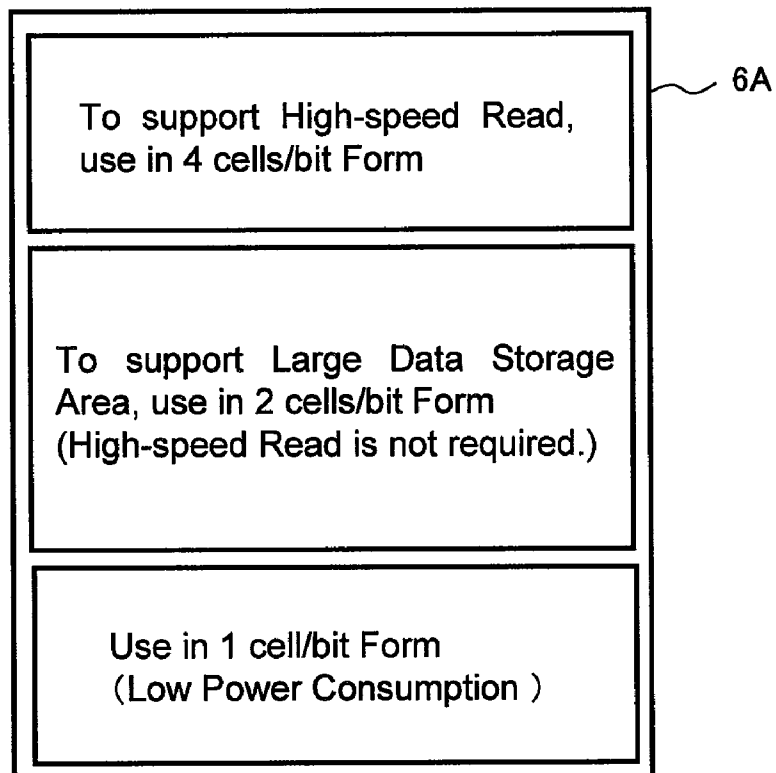 6A
To support High-speed Read,
use in 4 cells/bit Form
To support Large Data Storage
Area, use in 2 cells/bit Form
(High-speed Read is not required.)
Use in 1 cell/bit Form
（Low Power Consumption ）